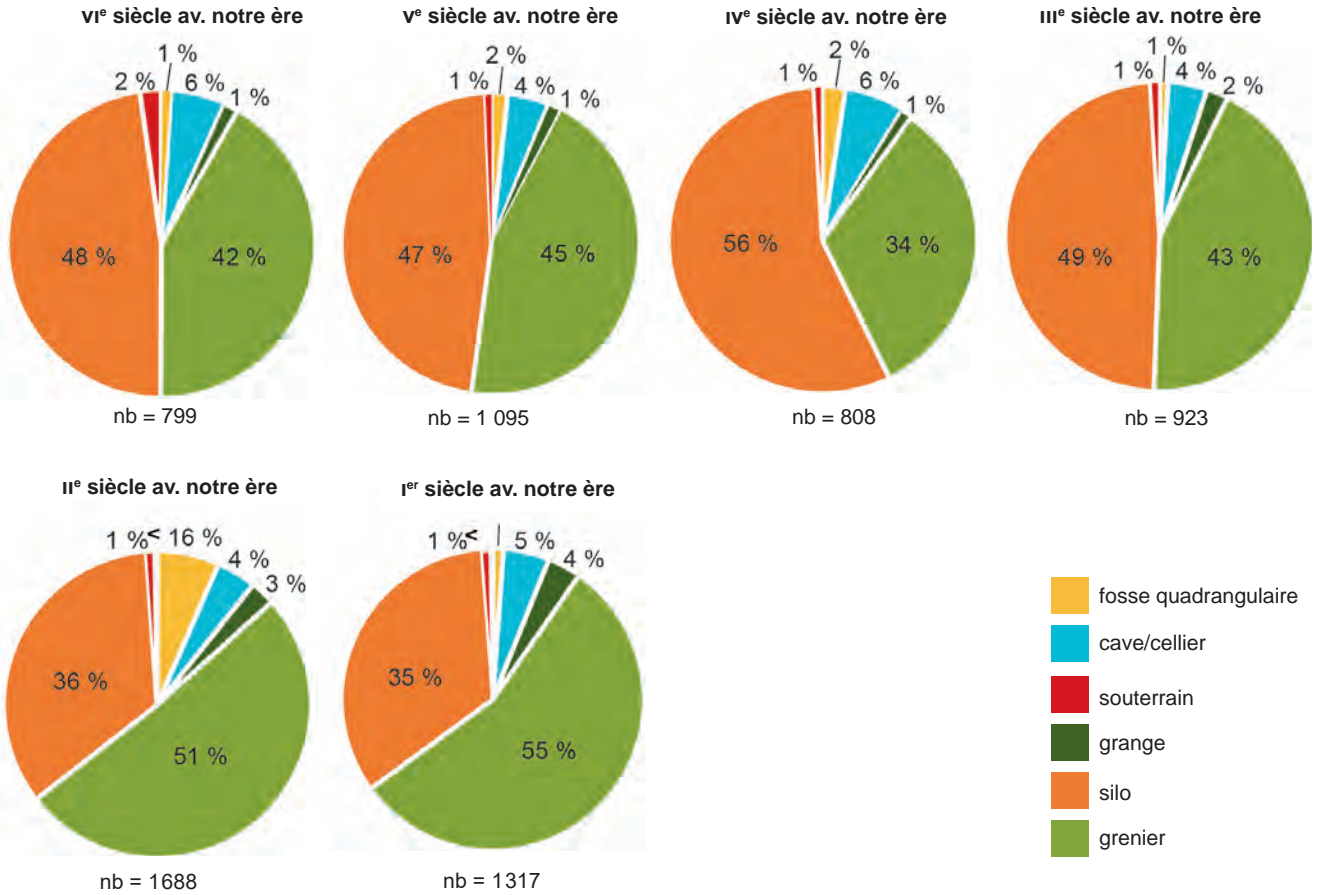 VIe siècle av. notre ère
1 %
2 %
6 %
1 %
48 %
42 %
nb = 799
Ve siècle av. notre ère
2 %
1 %
4 %
1 %
47 %
45 %
nb = 1 095
IVe siècle av. notre ère
2 %
1 %
6 %
1 %
56 %
34 %
nb = 808
IIIe siècle av. notre ère
1 %
1 %
4 %
2 %
49 %
43 %
nb = 923
IIe siècle av. notre ère
1 % < 16 %
4 %
3 %
36 %
51 %
nb = 1688
Ier siècle av. notre ère
1 % <
5 %
4 %
35 %
55 %
nb = 1317
fosse quadrangulaire
cave/cellier
souterrain
grange
silo
grenier